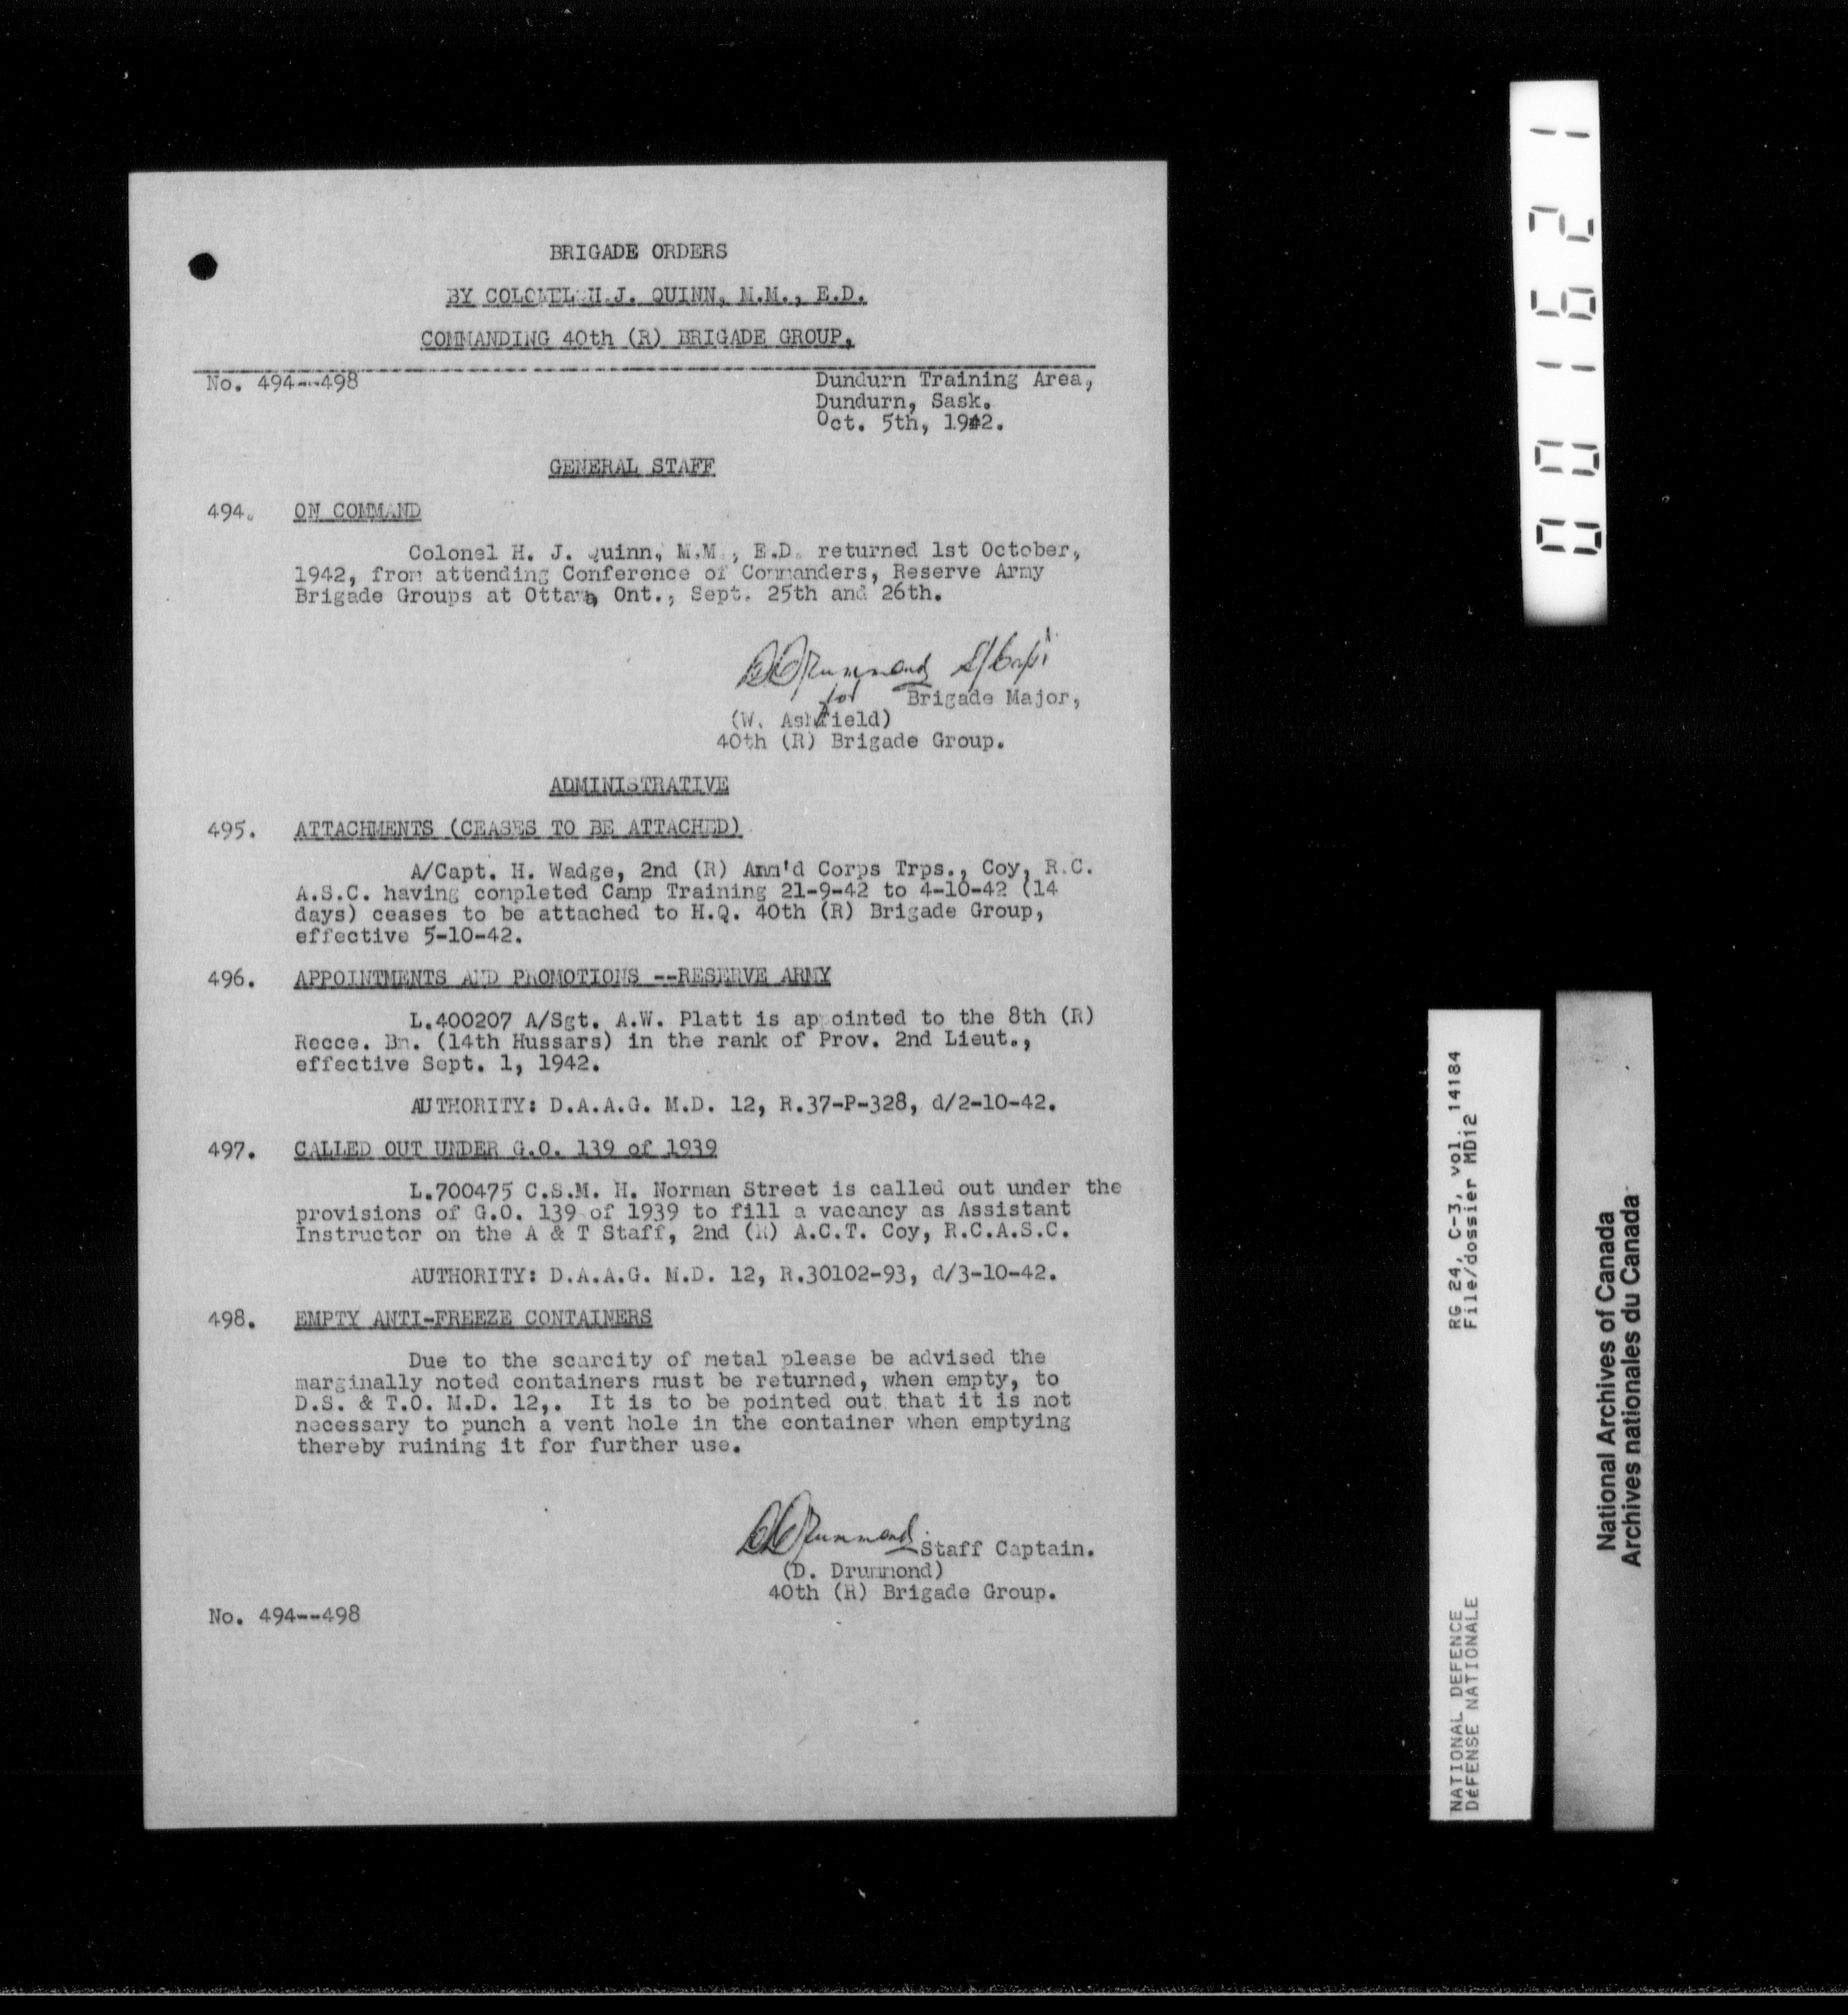 BRIGADE ORDERS
BY COLONEL H.J. QUINN, M.M., E.D.
COMMANDING 40th (R) BRIGADE GROUP.
No. 494--498
Dundurn Training Area,
Dundurn, Sask.
Oct. 5th, 1942.
GENERAL STAFF
494. ON COMMAND
Colonel H. J. Quinn, M.M., E.D. returned 1st October,
1942, from attending Conference of Commanders, Reserve Army
Brigade Groups at Ottawa, Ont., Sept. 25th and 26th.
DDrummond S/Capt
for Brigade Major,
(W. Ashfield)
40th (R) Brigade Group.
ADMINISTRATIVE
495. ATTACHMENTS (CEASES TO BE ATTACHED)
A/Capt. H. Wadge, 2nd (R) Arm'd Corps Trps., Coy, R.C.
A.S.C. having completed Camp Training 21-9-42 to 4-10-42 (14
days) ceases to be attached to H.Q. 40th (R) Brigade Group,
effective 5-10-42.
496. APPOINTMENTS AND PROMOTIONS --RESERVE ARMY
L.400207 A/Sgt. A.W. Platt is appointed to the 8th (R)
Recce. Bn. (14th Hussars) in the rank of Prov. 2nd Lieut.,
effective Sept. 1, 1942.
AUTHORITY: D.A.A.G. M.D. 12, R.37-P-328, d/2-10-42.
497. CALLED OUT UNDER G.O. 139 of 1939
L.700475 C.S.M. H. Norman Street is called out under the
provisions of G.O. 139 of 1939 to fill a vacancy as Assistant
Instructor on the A & T Staff, 2nd (R) A.C.T. Coy, R.C.A.S.C.
AUTHORITY: D.A.A.G. M.D. 12, R.30102-93, d/3-10-42.
498. EMPTY ANTI-FREEZE CONTAINERS
Due to the scarcity of metal please be advised the
marginally noted containers must be returned, when empty, to
D.S. & T.O. M.D. 12,. It is to be pointed out that it is not
necessary to punch a vent hole in the container when emptying
thereby ruining it for further use.
DDrummond Staff Captain.
(D. Drummond)
40th (R) Brigade Group.
No. 494--498
001621
NATIONAL DEFENCE RG 24, C-3, vol. 14184
DéFENSE NATIONALE File/dossier MD12
National Archives of Canada
Archives nationales du Canada